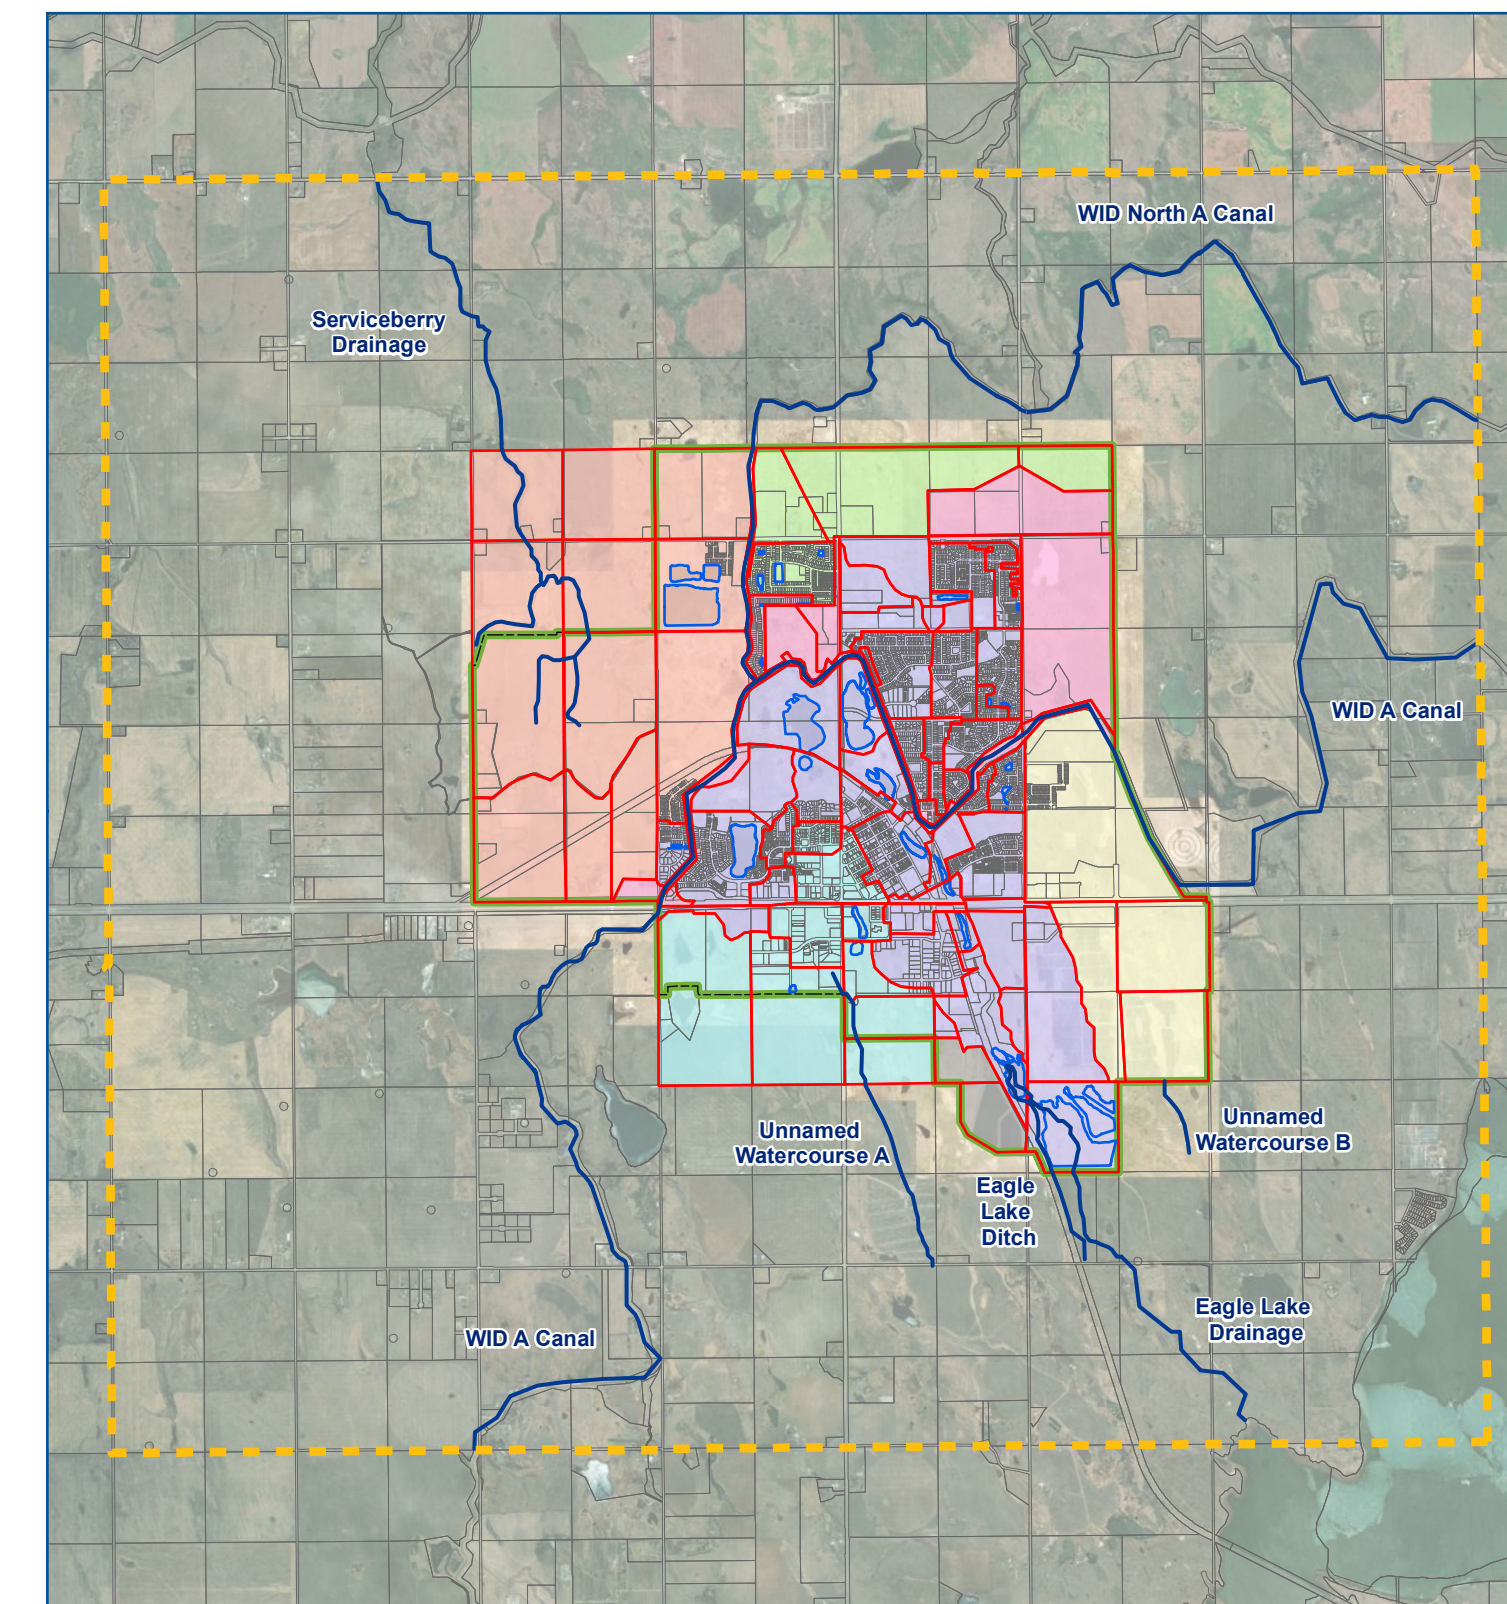 WID North A Canal
Serviceberry
Drainage
WID A Canal
Unnamed
Watercourse A
Unnamed
Watercourse B
Eagle
Lake
Ditch
Eagle Lake
Drainage
WID A Canal